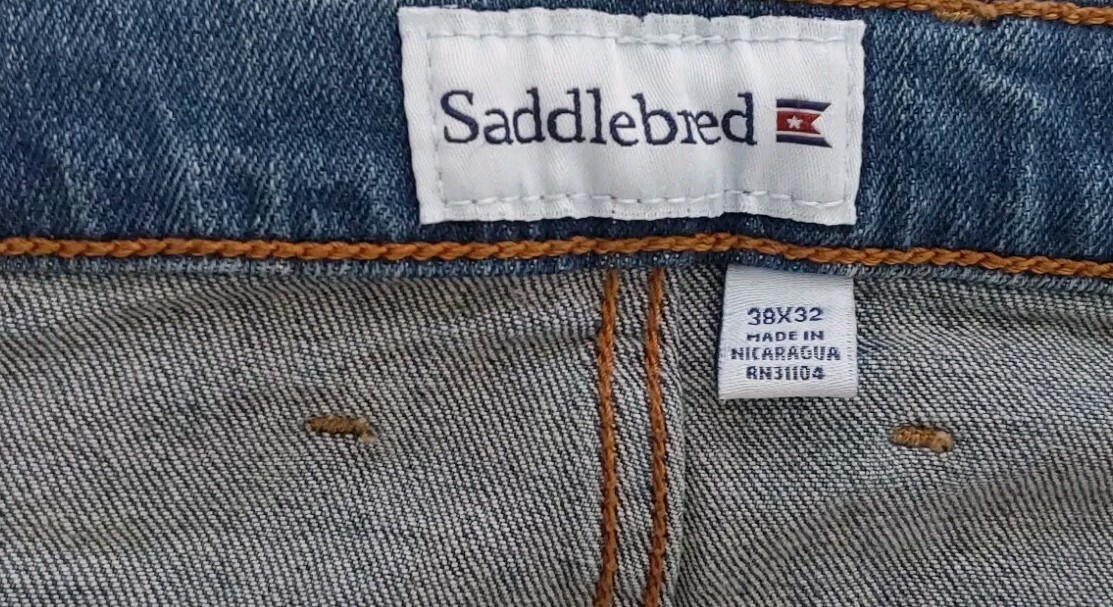 Saddlebred
38X32
MADE IN
NICARAGUA
RN31104